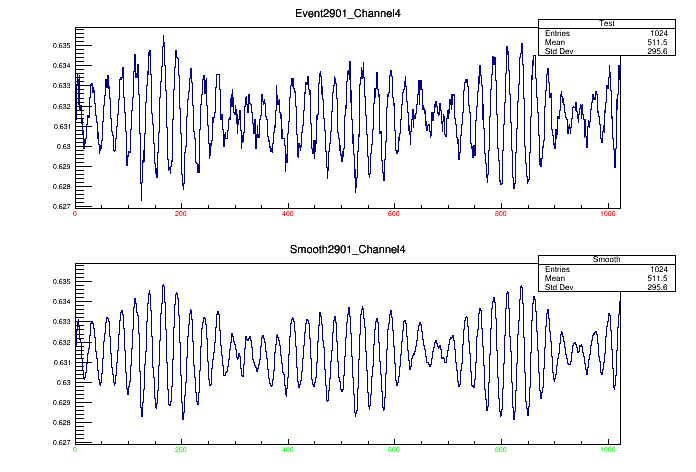 Event2901_Channel4
Test
Entries 1024
Mean 511.5
Std Dev 295.6
0.635
0.634
0.633
0.632
0.631
0.63
0.629
0.628
0.627
0 200 400 600 800 1000
Smooth2901_Channel4
Smooth
Entries 1024
Mean 511.5
Std Dev 295.6
0.635
0.634
0.633
0.632
0.631
0.63
0.629
0.628
0.627
0 200 400 600 800 1000